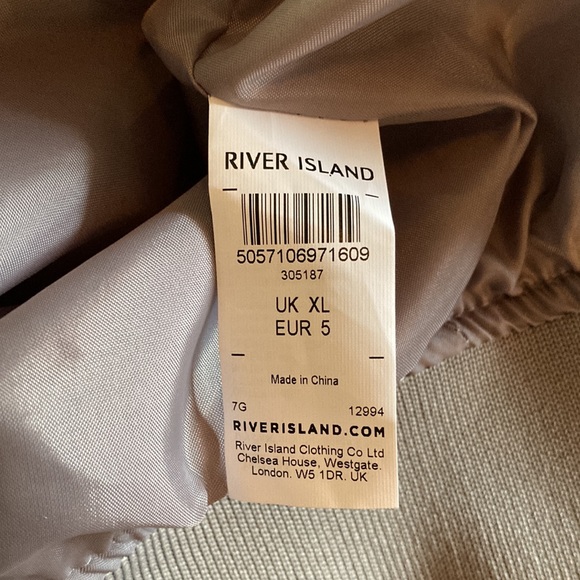 RIVER ISLAND
5057106971609
305187
UK XL
EUR 5
Made in China
7G 12994
RIVERISLAND.COM
River Island Clothing Co Ltd
Chelsea House, Westgate.
London. W5 1DR. UK